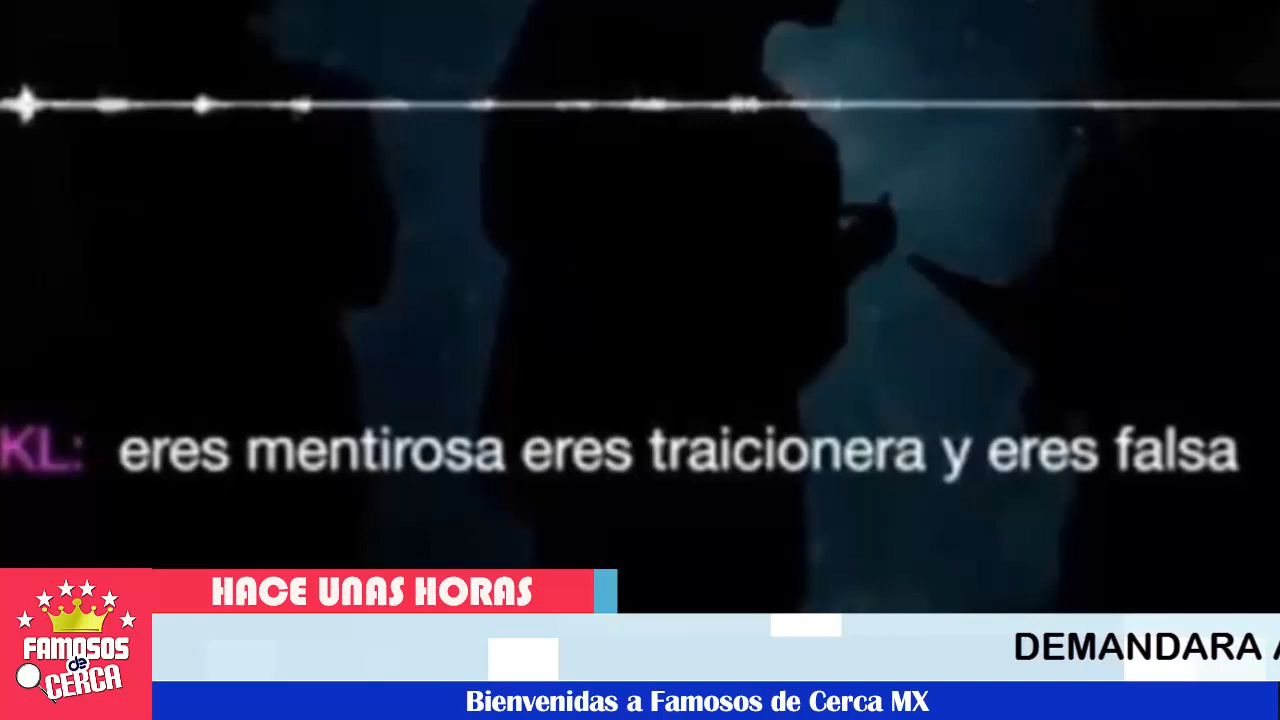 KL: eres mentirosa eres traicionera y eres falsa
HACE UNAS HORAS
FAMOSOS
de
CERCA
DEMANDARA
Bienvenidas a Famosos de Cerca MX